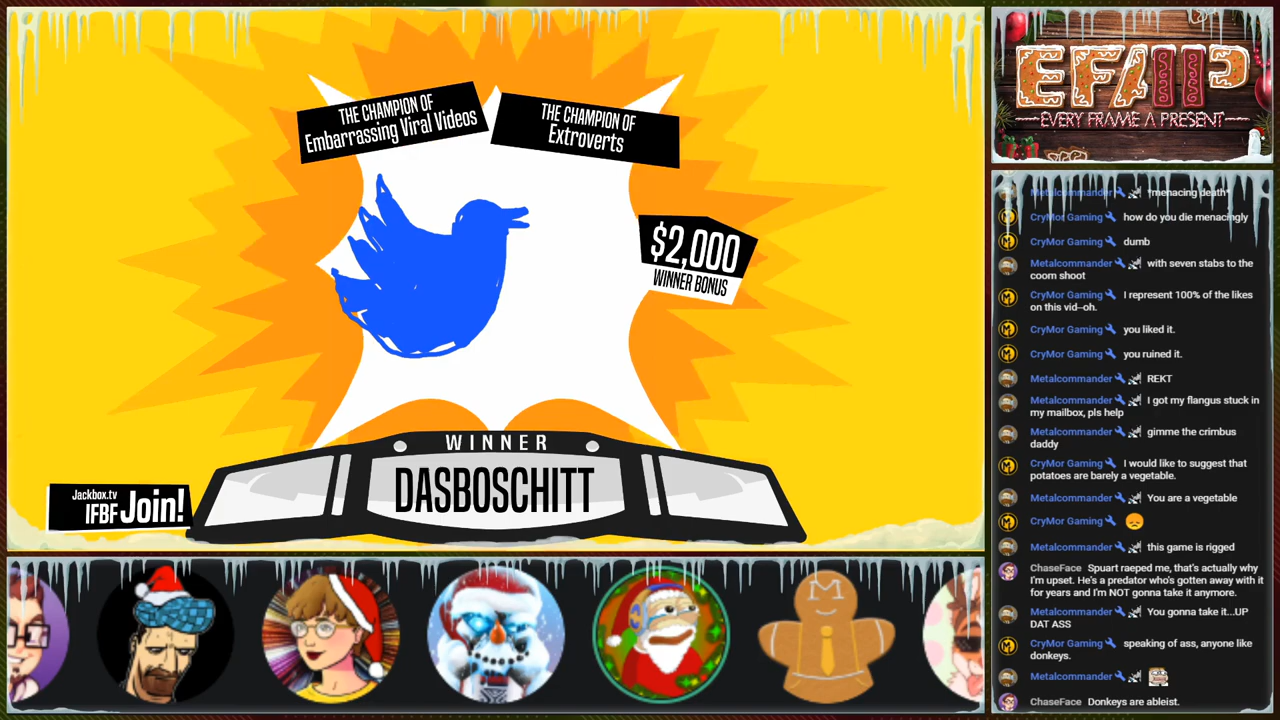 THE CHAMPION OF
Embarrassing Viral Videos
THE CHAMPION OF
Extroverts
$2,000
WINNER BONUS
WINNER
DASBOSCHITT
Jackbox.tv
IFBF Join!
M
EFAP
EVERY FRAME A PRESENT
Metalcommander *menacing death*
CryMor Gaming how do you die menacingly
CryMor Gaming dumb
Metalcommander with seven stabs to the
coom shoot
CryMor Gaming I represent 100% of the likes
on this vid--oh.
CryMor Gaming you liked it.
CryMor Gaming you ruined it.
Metalcommander REKT
Metalcommander I got my flangus stuck in
my mailbox, pls help
Metalcommander gimme the crimbus
daddy
CryMor Gaming I would like to suggest that
potatoes are barely a vegetable.
Metalcommander You are a vegetable
CryMor Gaming 😞
Metalcommander this game is rigged
ChaseFace Spuart raeped me, that's actually why
I'm upset. He's a predator who's gotten away with it
for years and I'm NOT gonna take it anymore.
Metalcommander You gonna take it...UP
DAT ASS
CryMor Gaming speaking of ass, anyone like
donkeys.
Metalcommander
ChaseFace Donkeys are ableist.